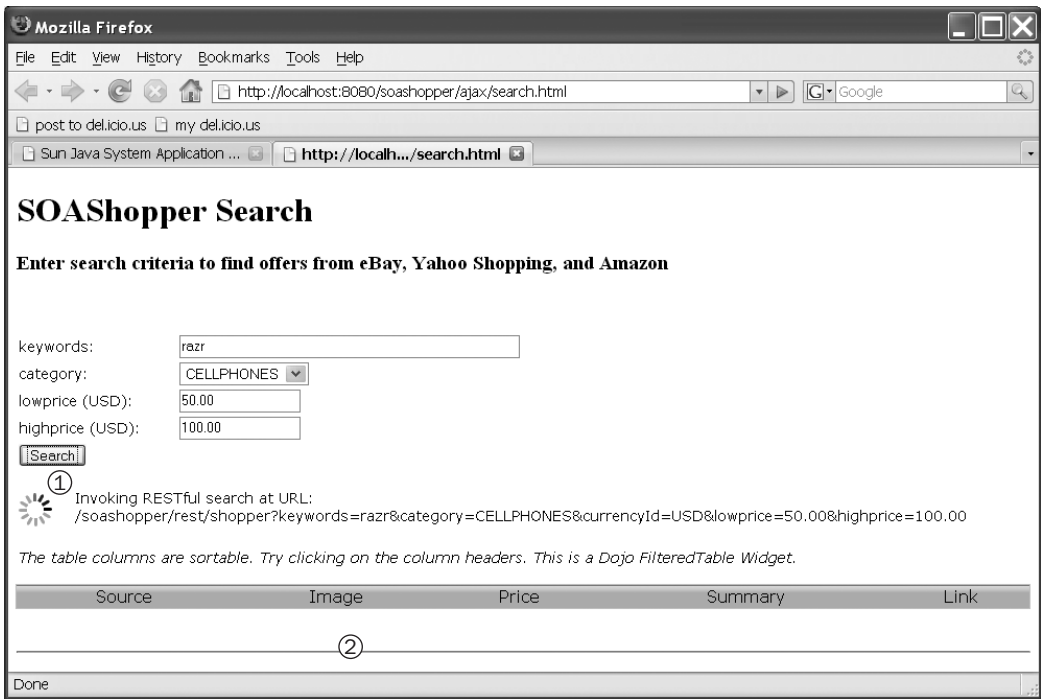 Mozilla Firefox
File Edit View History Bookmarks Tools Help
http://localhost:8080/soashopper/ajax/search.html G Google
post to del.icio.us my del.icio.us
Sun Java System Application ... http://localh.../search.html
SOAShopper Search
Enter search criteria to find offers from eBay, Yahoo Shopping, and Amazon
keywords: razr
category: CELLPHONES
lowprice (USD): 50.00
highprice (USD): 100.00
Search
①
Invoking RESTful search at URL:
/soashopper/rest/shopper?keywords=razr&category=CELLPHONES&currencyId=USD&lowprice=50.00&highprice=100.00
The table columns are sortable. Try clicking on the column headers. This is a Dojo FilteredTable Widget.
Source Image Price Summary Link
②
Done